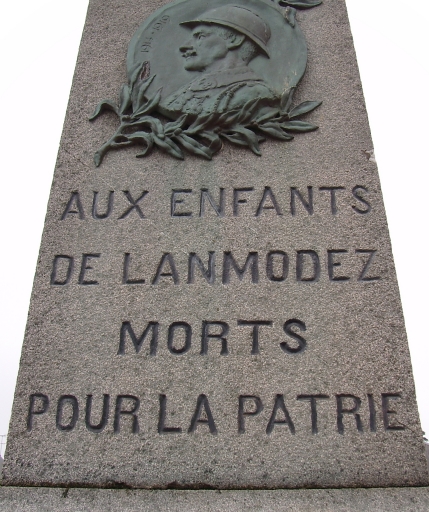 AUX ENFANTS
DE LANMODEZ
MORTS
POUR LA PATRIE